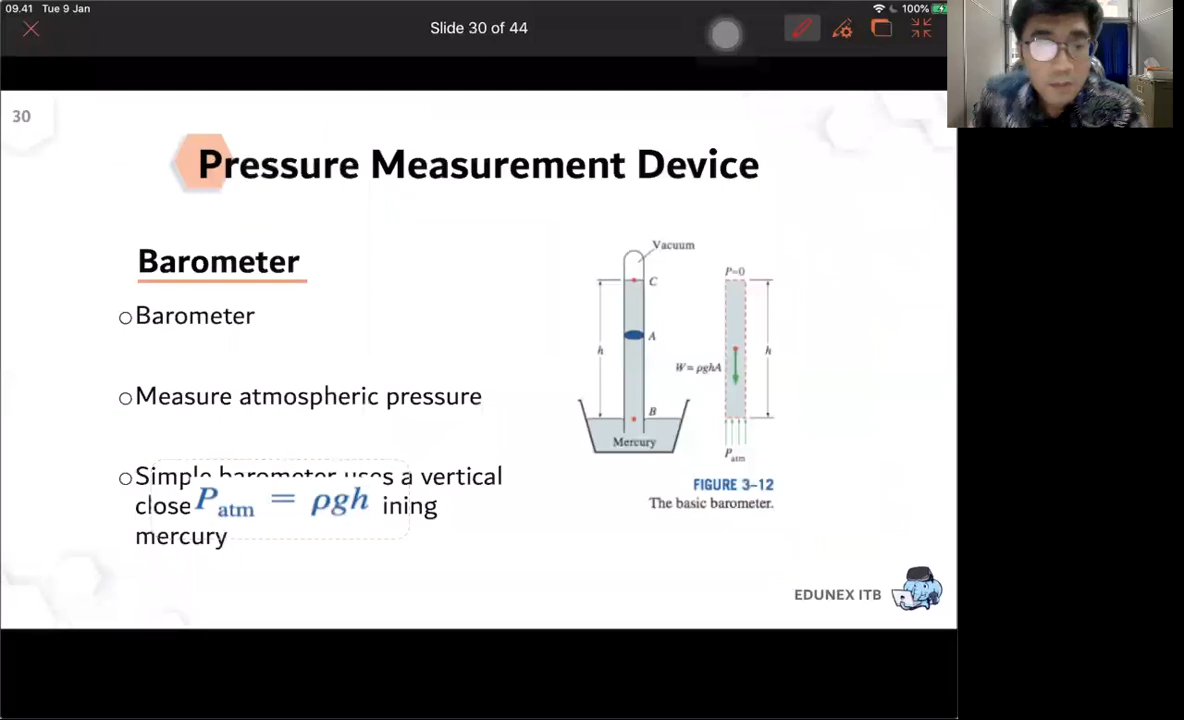 09.41 Tue 9 Jan
100%
Slide 30 of 44
30
Pressure Measurement Device
Barometer
Barometer
Measure atmospheric pressure
Simple barometer uses a vertical
close ining
mercury
P atm = ρgh
Vacuum
C
A
h
B
Mercury
P=0
W = ρghA
h
P atm
FIGURE 3–12
The basic barometer.
EDUNEX ITB